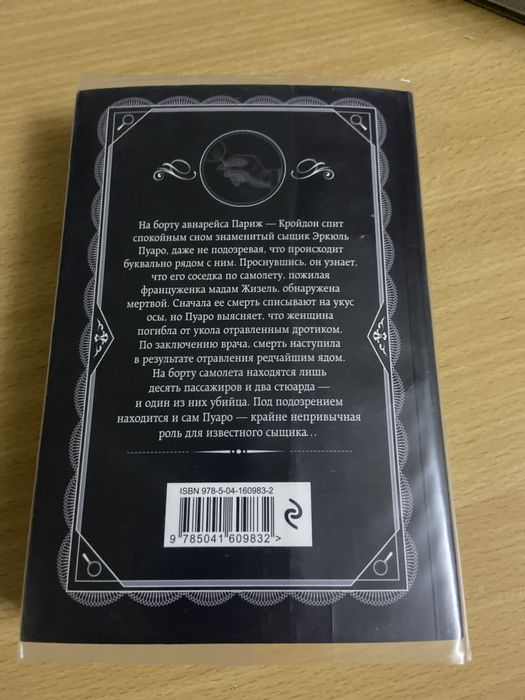 На борту авиарейса Париж — Кройдон спит
спокойным сном знаменитый сыщик Эркюль
Пуаро, даже не подозревая, что происходит
буквально рядом с ним. Проснувшись, он узнает,
что его соседка по самолету, пожилая
француженка мадам Жизель, обнаружена
мертвой. Сначала ее смерть списывают на укус
осы, но Пуаро выясняет, что женщина
погибла от укола отравленным дротиком.
По заключению врача, смерть наступила
в результате отравления редчайшим ядом.
На борту самолета находятся лишь
десять пассажиров и два стюарда —
и один из них убийца. Под подозрением
находится и сам Пуаро — крайне непривычная
роль для известного сыщика...
ISBN 978-5-04-160983-2
9 785041 609832 >